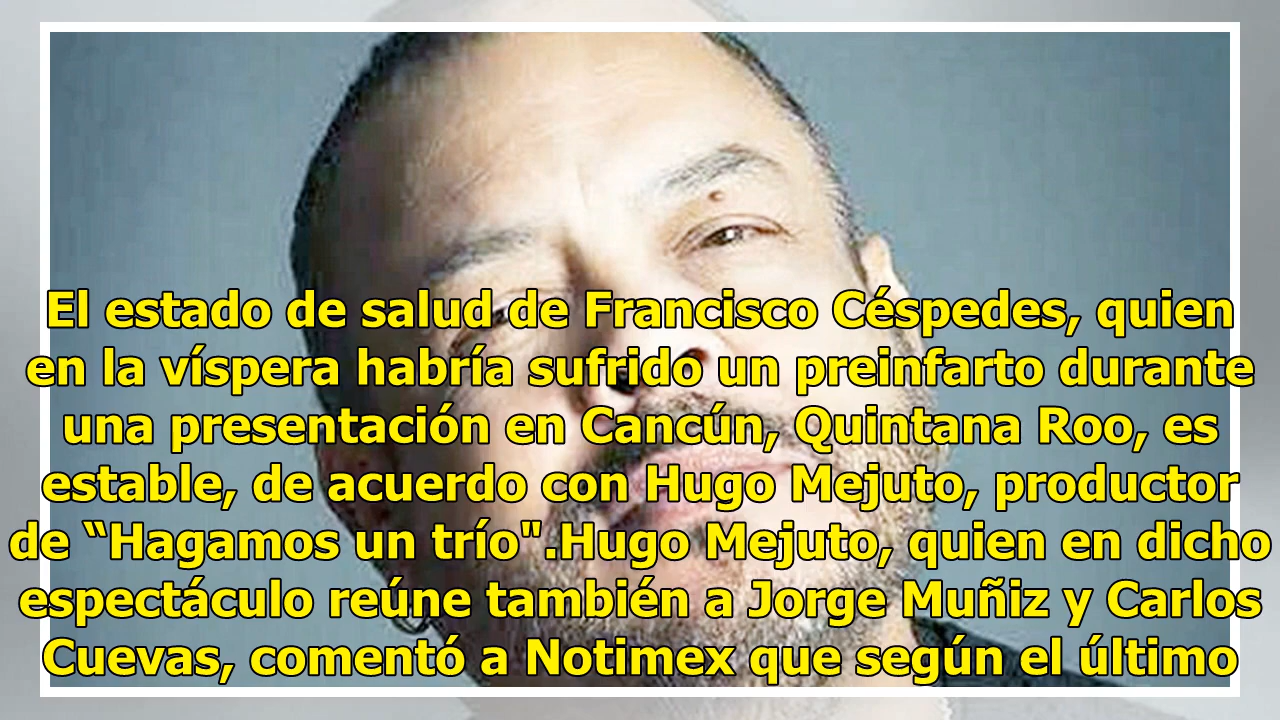 El estado de salud de Francisco Céspedes, quien
en la víspera habría sufrido un preinfarto durante
una presentación en Cancún, Quintana Roo, es
estable, de acuerdo con Hugo Mejuto, productor
de “Hagamos un trío".Hugo Mejuto, quien en dicho
espectáculo reúne también a Jorge Muñiz y Carlos
Cuevas, comentó a Notimex que según el último